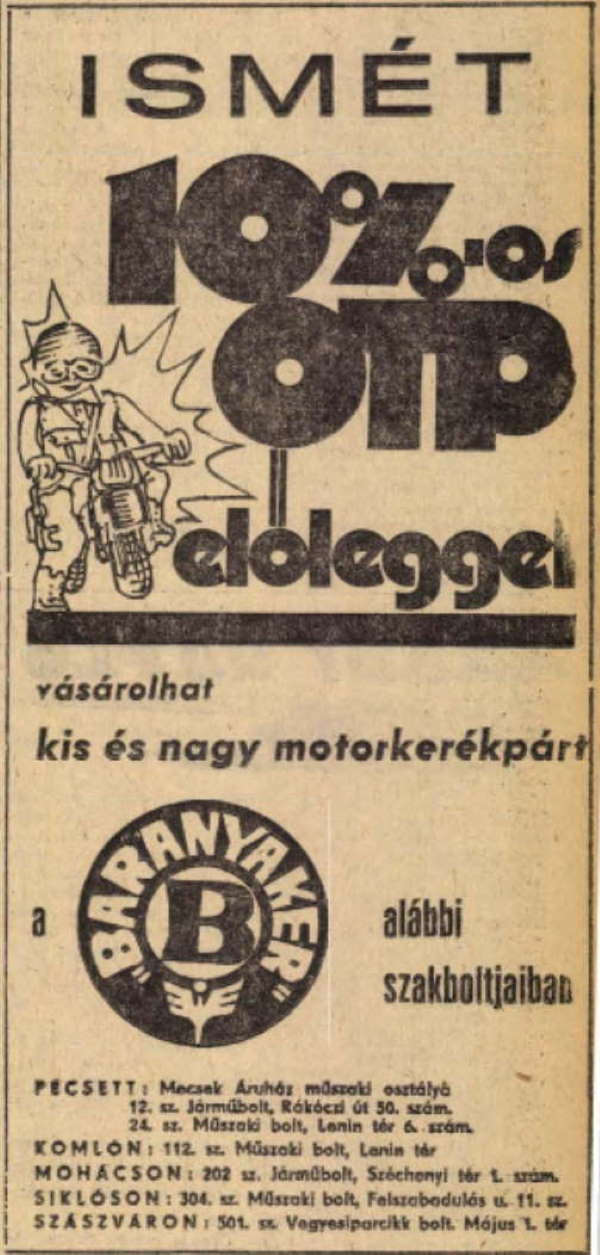 ISMÉT
10%-os
OTP
előleggel
vásárolhat
kis és nagy motorkerékpárt
a
BARANYAKER
B
alábbi
szakboltjaiban
PÉCSETT: Mecsek Áruház műszaki osztálya
12. sz. Járműbolt, Rákóczi út 50. szám.
24. sz. Műszaki bolt, Lenin tér 6. szám.
KOMLÓN: 112. sz. Műszaki bolt, Lenin tér
MOHÁCSON: 202 sz. Járműbolt, Széchenyi tér 1. szám.
SIKLÓSON: 304. sz. Műszaki bolt, Felszabadulás u. 11. sz.
SZÁSZVÁRON: 501. sz. Vegyesiparcikk bolt. Május 1. tér